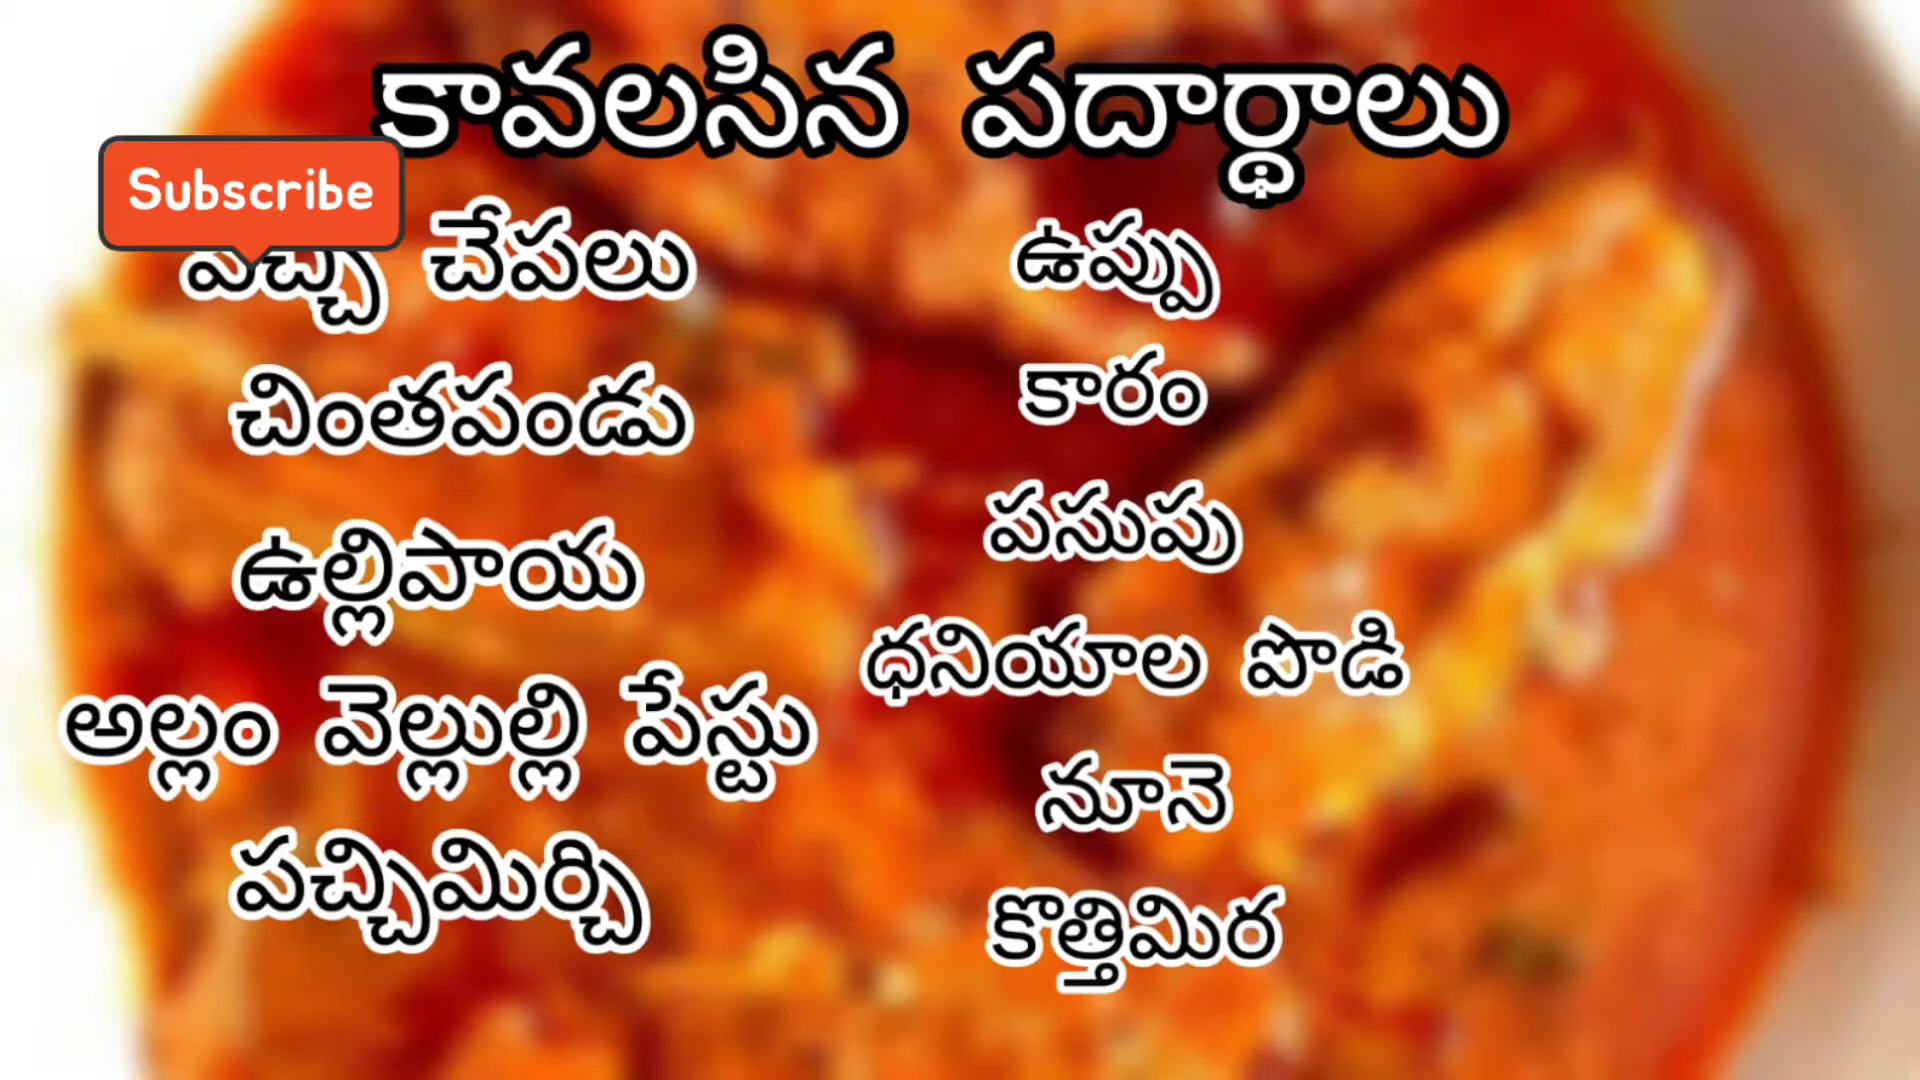 కావలసిన పదార్థాలు
Subscribe
చేపలు
చింతపండు
ఉల్లిపాయ
అల్లం వెల్లుల్లి పేస్టు
పచ్చిమిర్చి
ఉప్పు
కారం
పసుపు
ధనియాల పొడి
నూనె
కొత్తిమిర